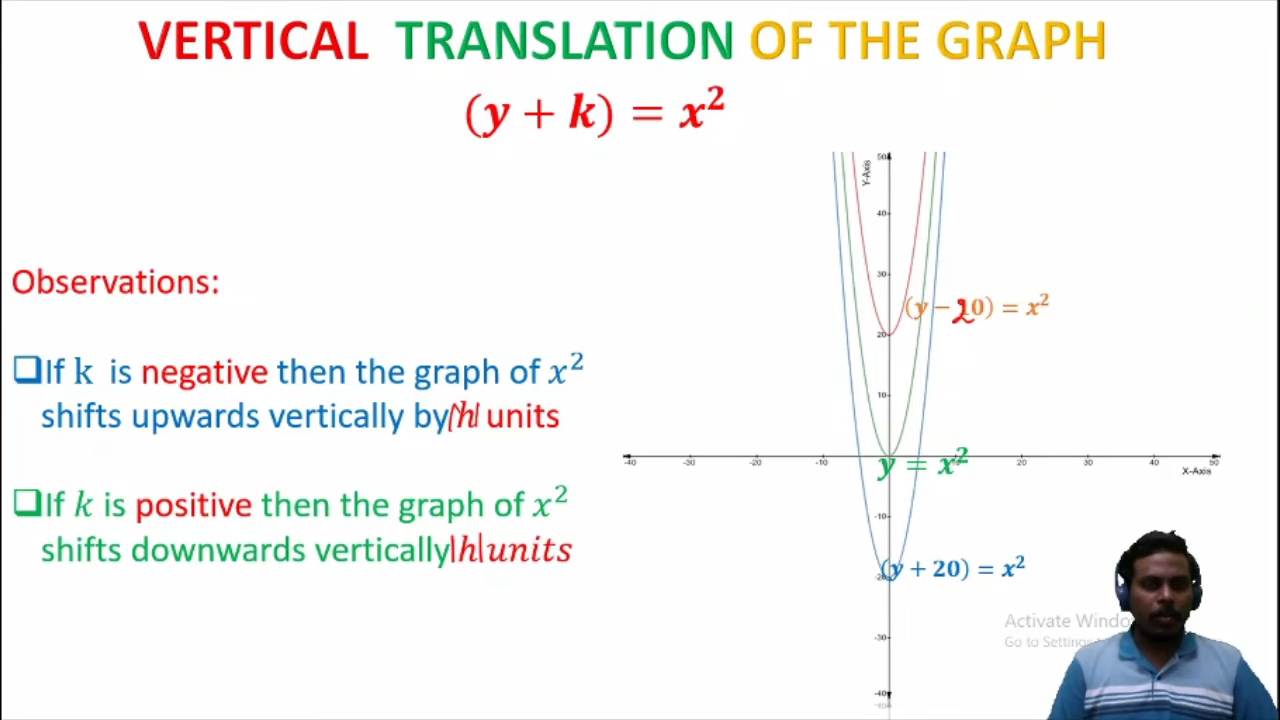 VERTICAL TRANSLATION OF THE GRAPH
(y + k) = x²
Observations:
❑If k is negative then the graph of x²
shifts upwards vertically by |h| units
❑If k is positive then the graph of x²
shifts downwards vertically |h| units
Y-Axis
50
40
30
20
10
-10
-20
-30
-40
-40 -30 -20 -10 20 30 40 50
X-Axis
(y − 20) = x²
y = x²
(y + 20) = x²
Activate Windo
Go to Settings